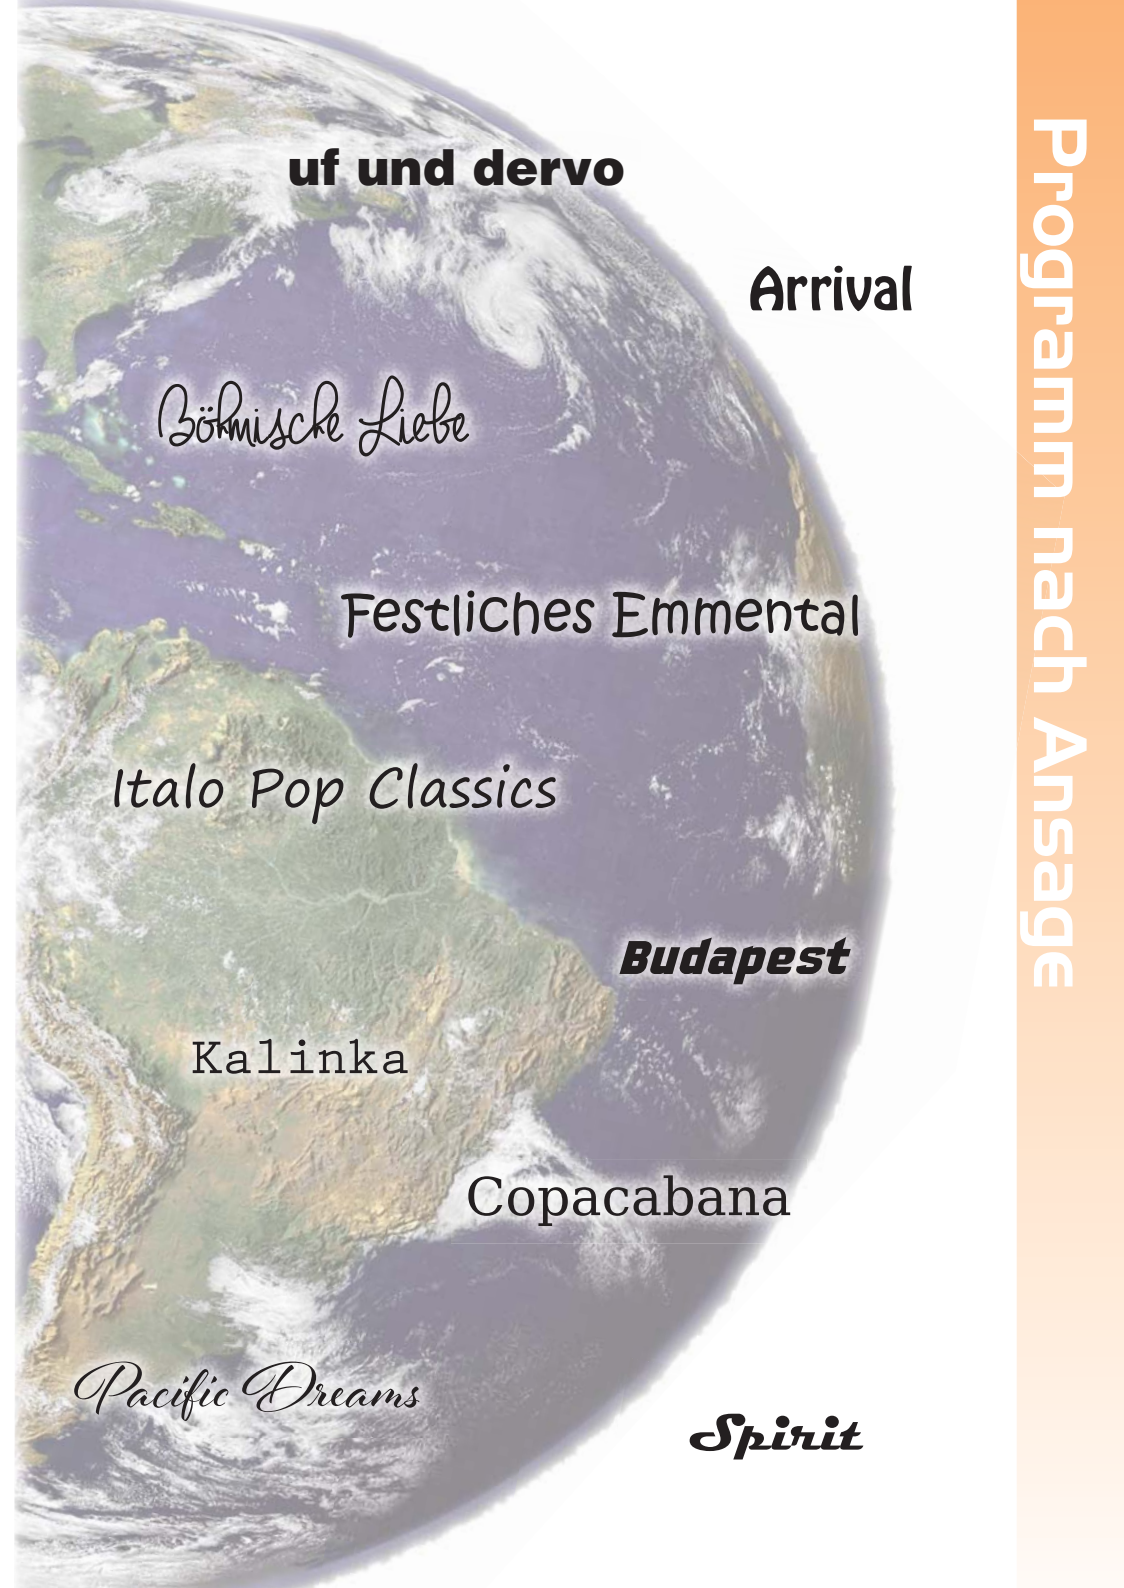 uf und dervo
Arrival
Böhmische Liebe
Festliches Emmental
Italo Pop Classics
Budapest
Kalinka
Copacabana
Pacific Dreams
Spirit
Programm nach Ansage